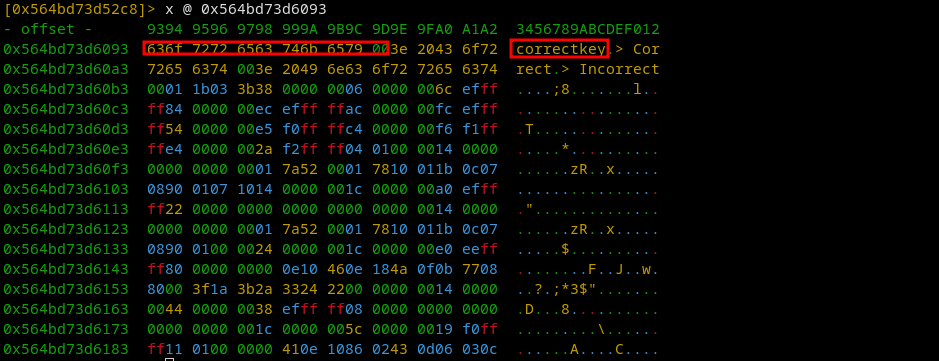 [0x564bd73d52c8]> x @ 0x564bd73d6093
- offset -       9394 9596 9798 999A 9B9C 9D9E 9FA0 A1A2  3456789ABCDEF012
0x564bd73d6093  636f 7272 6563 746b 6579 003e 2043 6f72  correctkey.> Cor
0x564bd73d60a3  7265 6374 003e 2049 6e63 6f72 7265 6374  rect.> Incorrect
0x564bd73d60b3  0001 1b03 3b38 0000 0006 0000 006c efff  ....;8.......l..
0x564bd73d60c3  ff84 0000 00ec efff ffac 0000 00fc efff  ................
0x564bd73d60d3  ff54 0000 00e5 f0ff ffc4 0000 00f6 f1ff  .T..............
0x564bd73d60e3  ffe4 0000 002a f2ff ff04 0100 0014 0000  .....*..........
0x564bd73d60f3  0000 0000 0001 7a52 0001 7810 011b 0c07  ......zR..x.....
0x564bd73d6103  0890 0107 1014 0000 001c 0000 00a0 efff  ................
0x564bd73d6113  ff22 0000 0000 0000 0000 0000 0014 0000  ."..............
0x564bd73d6123  0000 0000 0001 7a52 0001 7810 011b 0c07  ......zR..x.....
0x564bd73d6133  0890 0100 0024 0000 001c 0000 00e0 eeff  .....$..........
0x564bd73d6143  ff80 0000 0000 0e10 460e 184a 0f0b 7708  ........F..J..w.
0x564bd73d6153  8000 3f1a 3b2a 3324 2200 0000 0014 0000  ..?.;*3$".......
0x564bd73d6163  0044 0000 0038 efff ff08 0000 0000 0000  .D...8..........
0x564bd73d6173  0000 0000 001c 0000 005c 0000 0019 f0ff  .........\......
0x564bd73d6183  ff11 0100 0000 410e 1086 0243 0d06 030c  ......A....C....